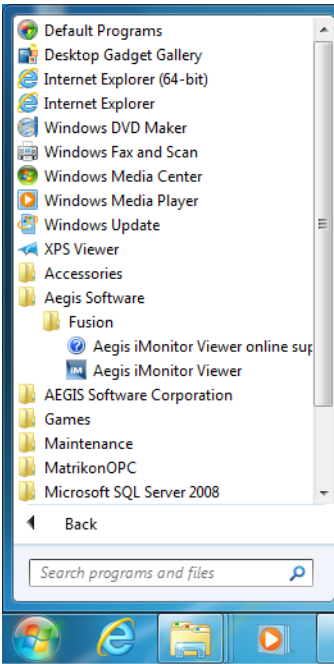 Default Programs
Desktop Gadget Gallery
Internet Explorer (64-bit)
Internet Explorer
Windows DVD Maker
Windows Fax and Scan
Windows Media Center
Windows Media Player
Windows Update
XPS Viewer
Accessories
Aegis Software
Fusion
Aegis iMonitor Viewer online sup
iM Aegis iMonitor Viewer
AEGIS Software Corporation
Games
Maintenance
MatrikonOPC
Microsoft SQL Server 2008
Back
Search programs and files